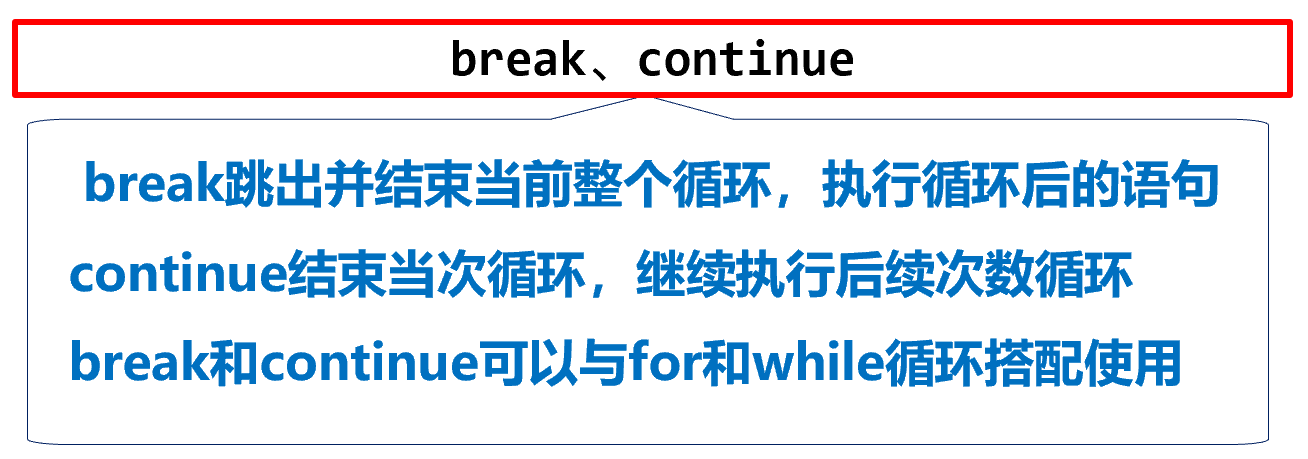 break、continue
break跳出并结束当前整个循环，执行循环后的语句
continue结束当次循环，继续执行后续次数循环
break和continue可以与for和while循环搭配使用